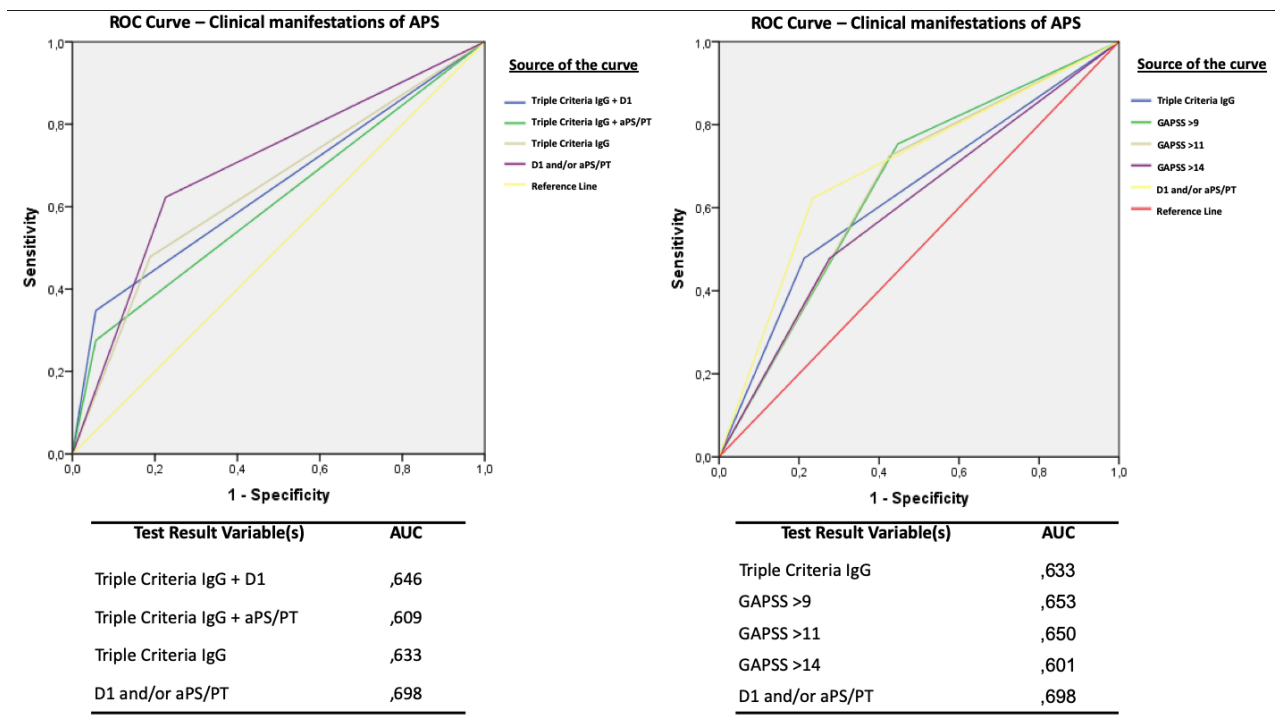 ROC Curve – Clinical manifestations of APS
1,0
0,8
0,6
0,4
0,2
0,0
Sensitivity
0,0 0,2 0,4 0,6 0,8 1,0
1 - Specificity
Source of the curve
Triple Criteria IgG + D1
Triple Criteria IgG + aPS/PT
Triple Criteria IgG
D1 and/or aPS/PT
Reference Line
Test Result Variable(s) AUC
Triple Criteria IgG + D1 ,646
Triple Criteria IgG + aPS/PT ,609
Triple Criteria IgG ,633
D1 and/or aPS/PT ,698
ROC Curve – Clinical manifestations of APS
1,0
0,8
0,6
0,4
0,2
0,0
Sensitivity
0,0 0,2 0,4 0,6 0,8 1,0
1 - Specificity
Source of the curve
Triple Criteria IgG
GAPSS >9
GAPSS >11
GAPSS >14
D1 and/or aPS/PT
Reference Line
Test Result Variable(s) AUC
Triple Criteria IgG ,633
GAPSS >9 ,653
GAPSS >11 ,650
GAPSS >14 ,601
D1 and/or aPS/PT ,698